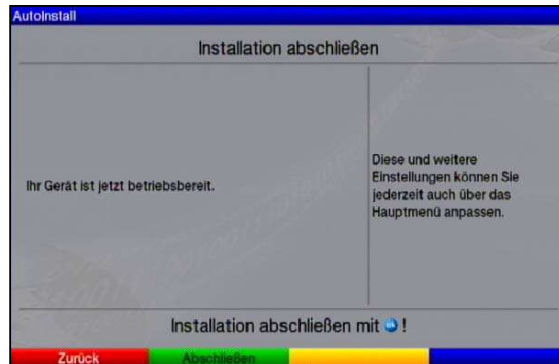 AutoInstall
Installation abschließen
Ihr Gerät ist jetzt betriebsbereit.
Diese und weitere
Einstellungen können Sie
jederzeit auch über das
Hauptmenü anpassen.
Installation abschließen mit !
Zurück
Abschließen